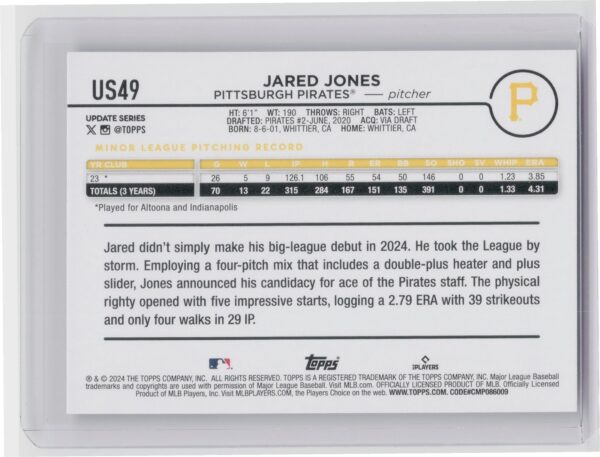 US49
JARED JONES
PITTSBURGH PIRATES® — pitcher
P
UPDATE SERIES
@TOPPS
HT: 6'1" WT: 190 THROWS: RIGHT BATS: LEFT
DRAFTED: PIRATES #2-JUNE, 2020 ACQ: VIA DRAFT
BORN: 8-6-01, WHITTIER, CA HOME: WHITTIER, CA
MINOR LEAGUE PITCHING RECORD
YR CLUB G W L IP H R ER BB SO SHO SV WHIP ERA
23 * 26 5 9 126.1 106 55 54 50 146 0 0 1.23 3.85
TOTALS (3 YEARS) 70 13 22 315 284 167 151 135 391 0 0 1.33 4.31
*Played for Altoona and Indianapolis
Jared didn't simply make his big-league debut in 2024. He took the League by
storm. Employing a four-pitch mix that includes a double-plus heater and plus
slider, Jones announced his candidacy for ace of the Pirates staff. The physical
righty opened with five impressive starts, logging a 2.79 ERA with 39 strikeouts
and only four walks in 29 IP.
Topps
PLAYERS
® & © 2024 THE TOPPS COMPANY, INC. ALL RIGHTS RESERVED. TOPPS IS A REGISTERED TRADEMARK OF THE TOPPS COMPANY, INC. Major League Baseball
trademarks and copyrights are used with permission of Major League Baseball. Visit MLB.com. OFFICIALLY LICENSED PRODUCT OF MLB. Officially Licensed
Product of MLB Players, Inc. Visit MLBPLAYERS.com, the Players Choice on the web. WWW.TOPPS.COM. CODE#CMP086009